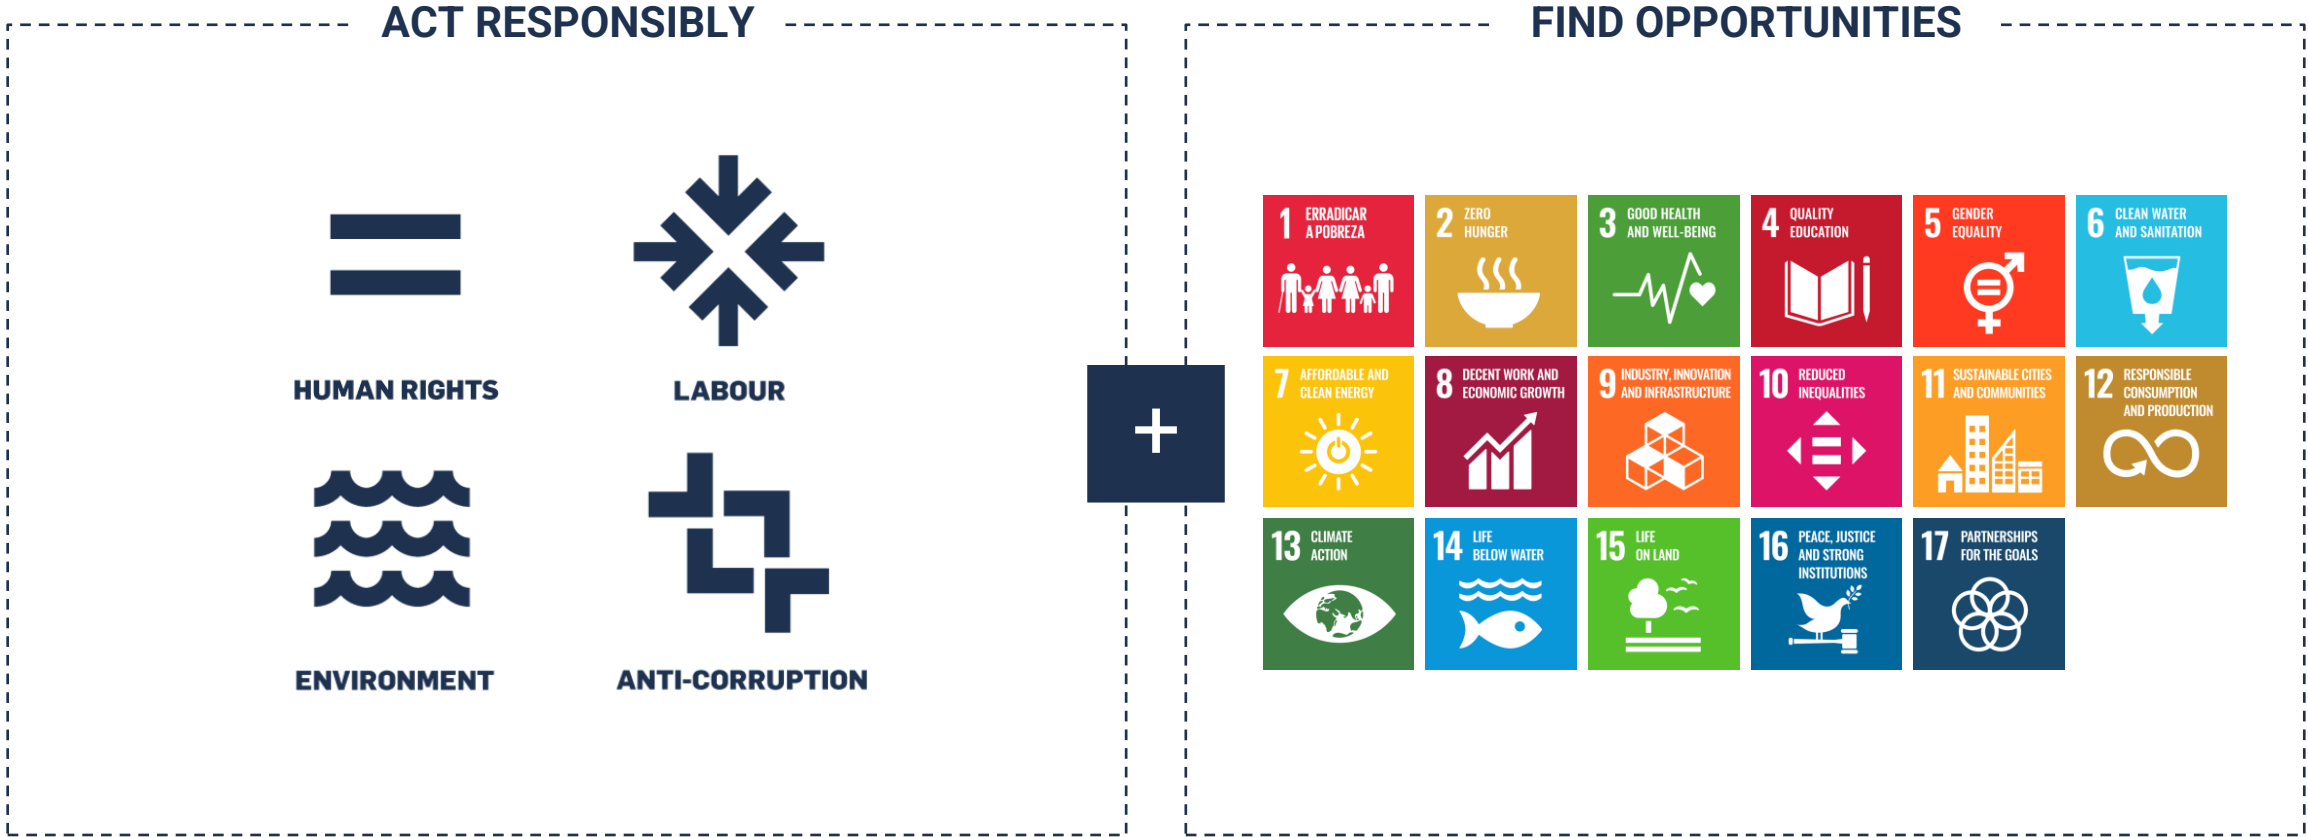 ACT RESPONSIBLY
HUMAN RIGHTS
LABOUR
ENVIRONMENT
ANTI-CORRUPTION
+
FIND OPPORTUNITIES
1 ERRADICAR
A POBREZA
2 ZERO
HUNGER
3 GOOD HEALTH
AND WELL-BEING
4 QUALITY
EDUCATION
5 GENDER
EQUALITY
6 CLEAN WATER
AND SANITATION
7 AFFORDABLE AND
CLEAN ENERGY
8 DECENT WORK AND
ECONOMIC GROWTH
9 INDUSTRY, INNOVATION
AND INFRASTRUCTURE
10 REDUCED
INEQUALITIES
11 SUSTAINABLE CITIES
AND COMMUNITIES
12 RESPONSIBLE
CONSUMPTION
AND PRODUCTION
13 CLIMATE
ACTION
14 LIFE
BELOW WATER
15 LIFE
ON LAND
16 PEACE, JUSTICE
AND STRONG
INSTITUTIONS
17 PARTNERSHIPS
FOR THE GOALS